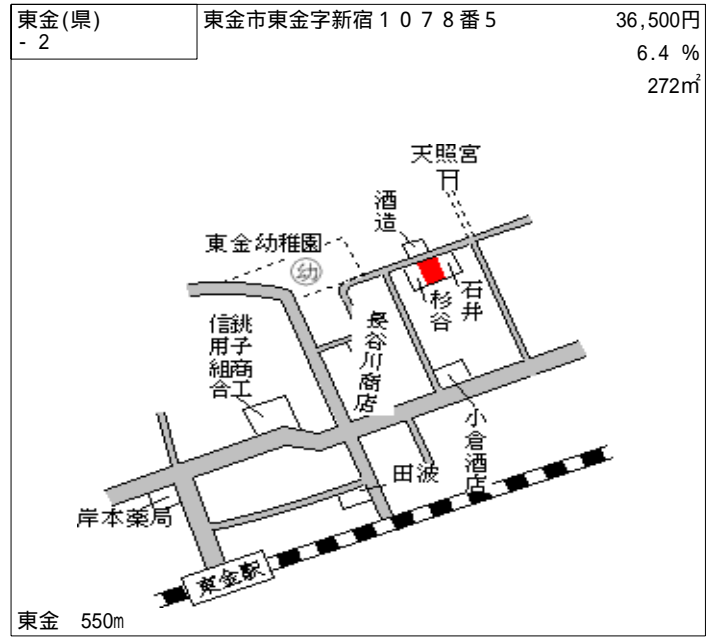 東金(県)
- 2
東金市東金字新宿１０７８番５
36,500円
6.4 %
272㎡
天照宮
酒造
東金幼稚園
幼
石井
杉谷
長谷川商店
銚子商工
信用組合
小倉酒店
田波
岸本薬局
東金駅
東金 550m